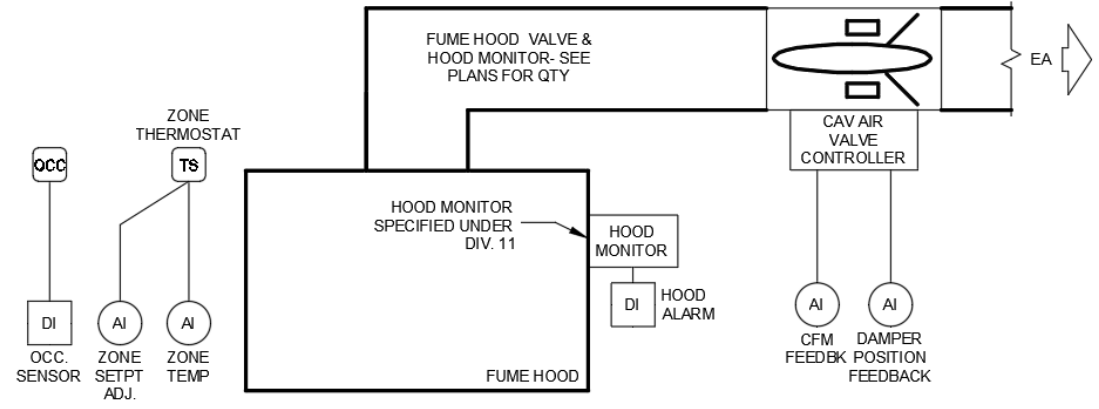 FUME HOOD VALVE &
HOOD MONITOR- SEE
PLANS FOR QTY
EA
CAV AIR
VALVE
CONTROLLER
ZONE
THERMOSTAT
OCC
TS
HOOD MONITOR
SPECIFIED UNDER
DIV. 11
HOOD
MONITOR
DI
HOOD
ALARM
DI
OCC.
SENSOR
AI
ZONE
SETPT
ADJ.
AI
ZONE
TEMP
FUME HOOD
AI
CFM
FEEDBK
AI
DAMPER
POSITION
FEEDBACK